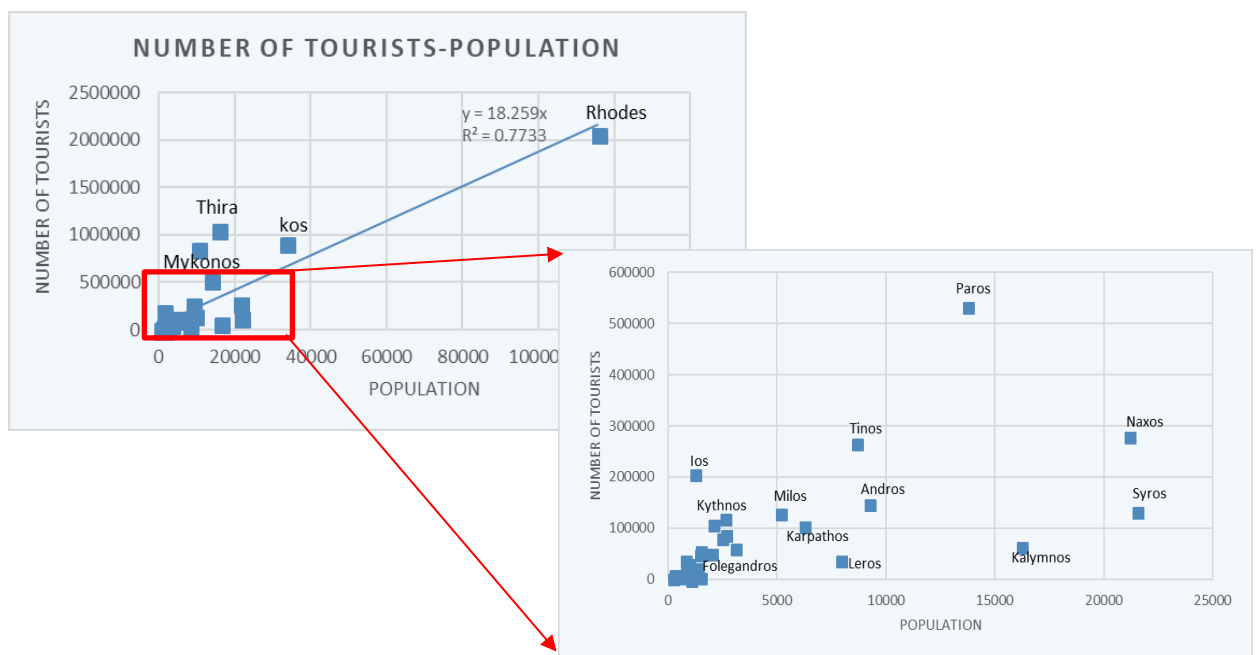 NUMBER OF TOURISTS-POPULATION
NUMBER OF TOURISTS
2500000
2000000
1500000
1000000
500000
0
y = 18.259x
R² = 0.7733
Rhodes
Thira
kos
Mykonos
0 20000 40000 60000 80000
POPULATION
NUMBER OF TOURISTS
600000
500000
400000
300000
200000
100000
0
Paros
Tinos
Naxos
Ios
Kythnos
Milos
Andros
Syros
Karpathos
Folegandros
Leros
Kalymnos
0 5000 10000 15000 20000 25000
POPULATION